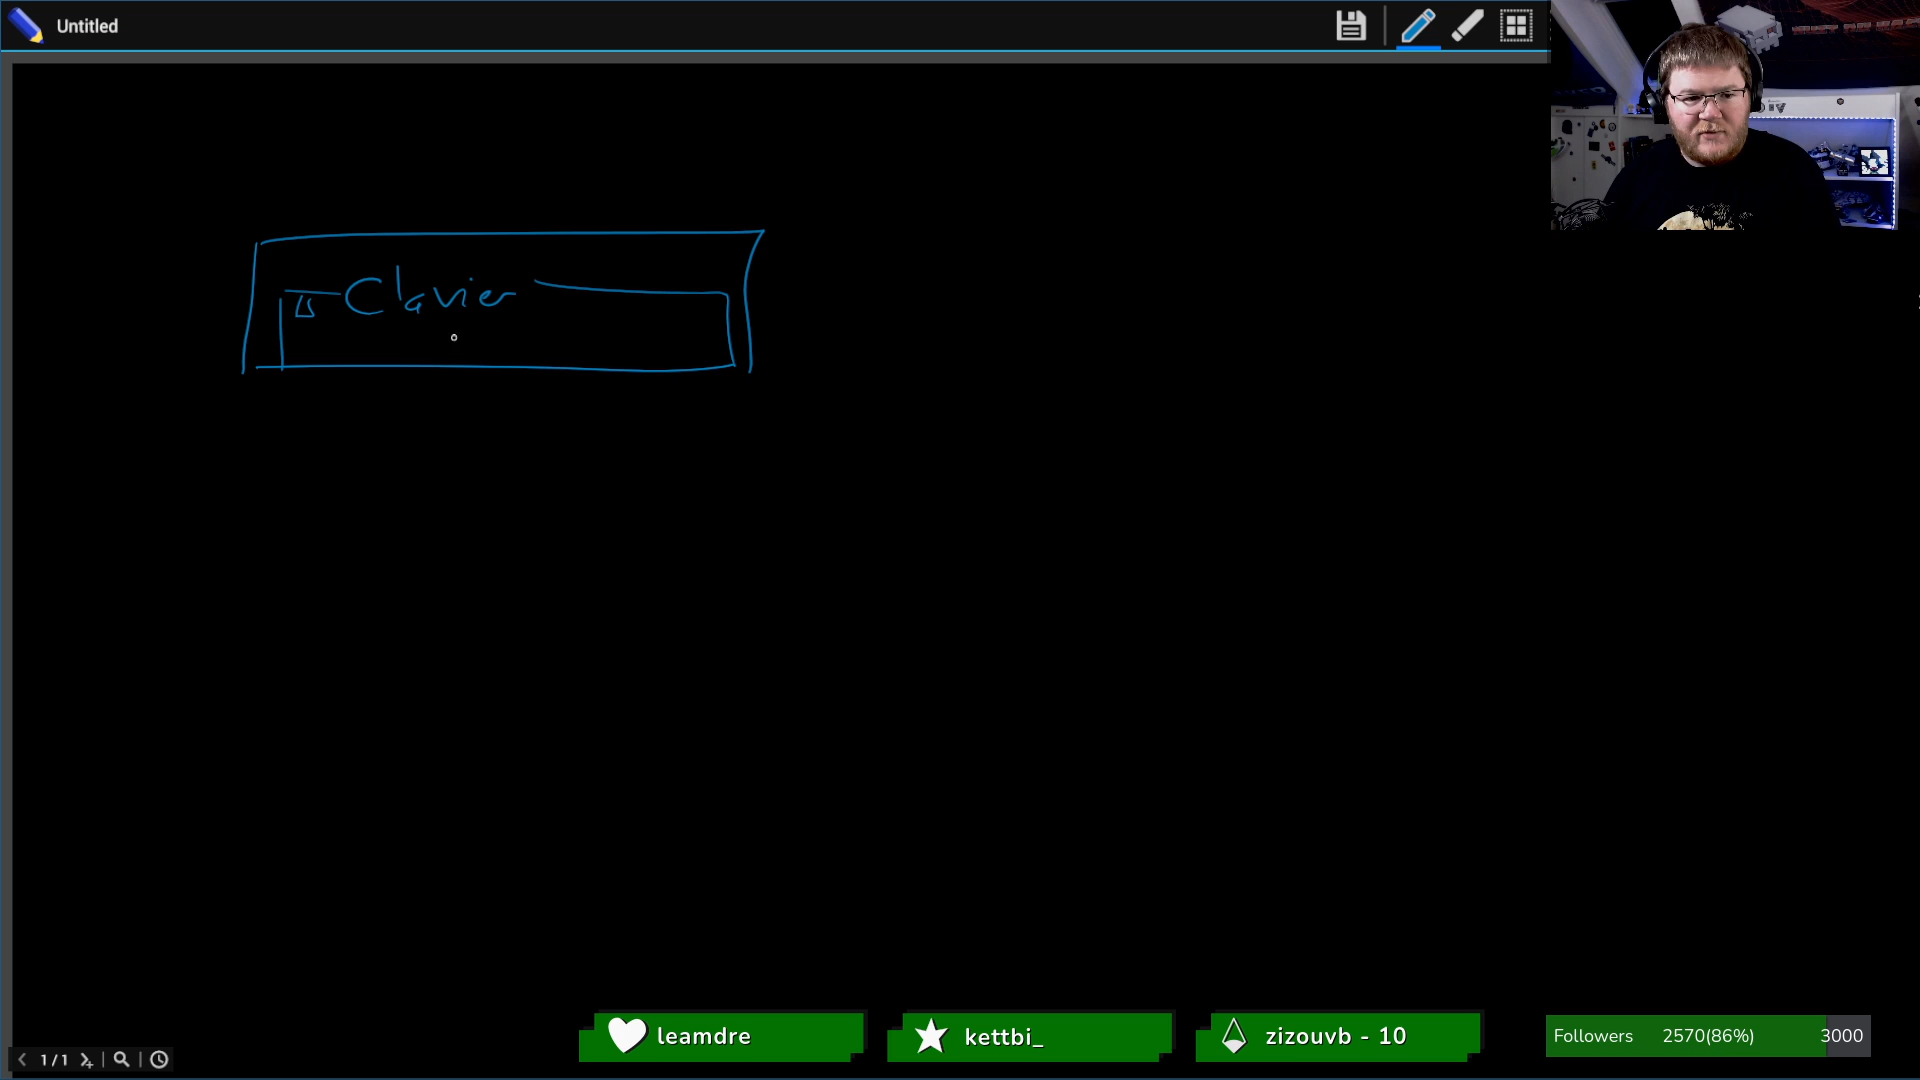 Untitled
Clavier
1/1
leamdre
kettbi_
zizouvb - 10
Followers 2570(86%) 3000